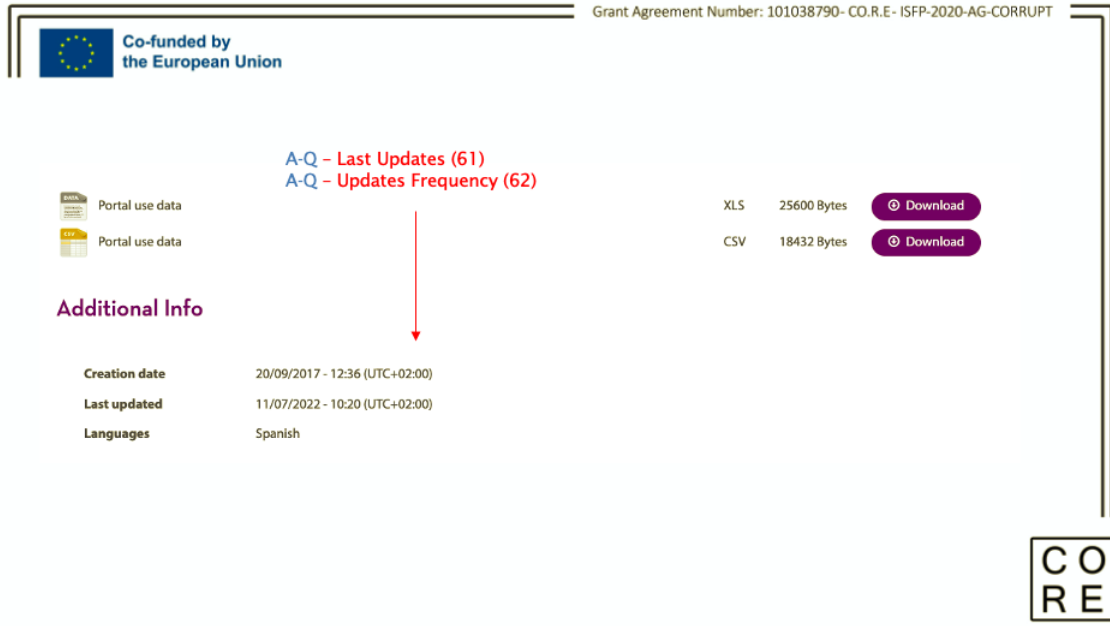 Grant Agreement Number: 101038790- CO.R.E- ISFP-2020-AG-CORRUPT
Co-funded by
the European Union
A-Q – Last Updates (61)
A-Q – Updates Frequency (62)
DATA
Portal use data XLS 25600 Bytes Download
CSV
Portal use data CSV 18432 Bytes Download
Additional Info
Creation date 20/09/2017 - 12:36 (UTC+02:00)
Last updated 11/07/2022 - 10:20 (UTC+02:00)
Languages Spanish
CO
RE